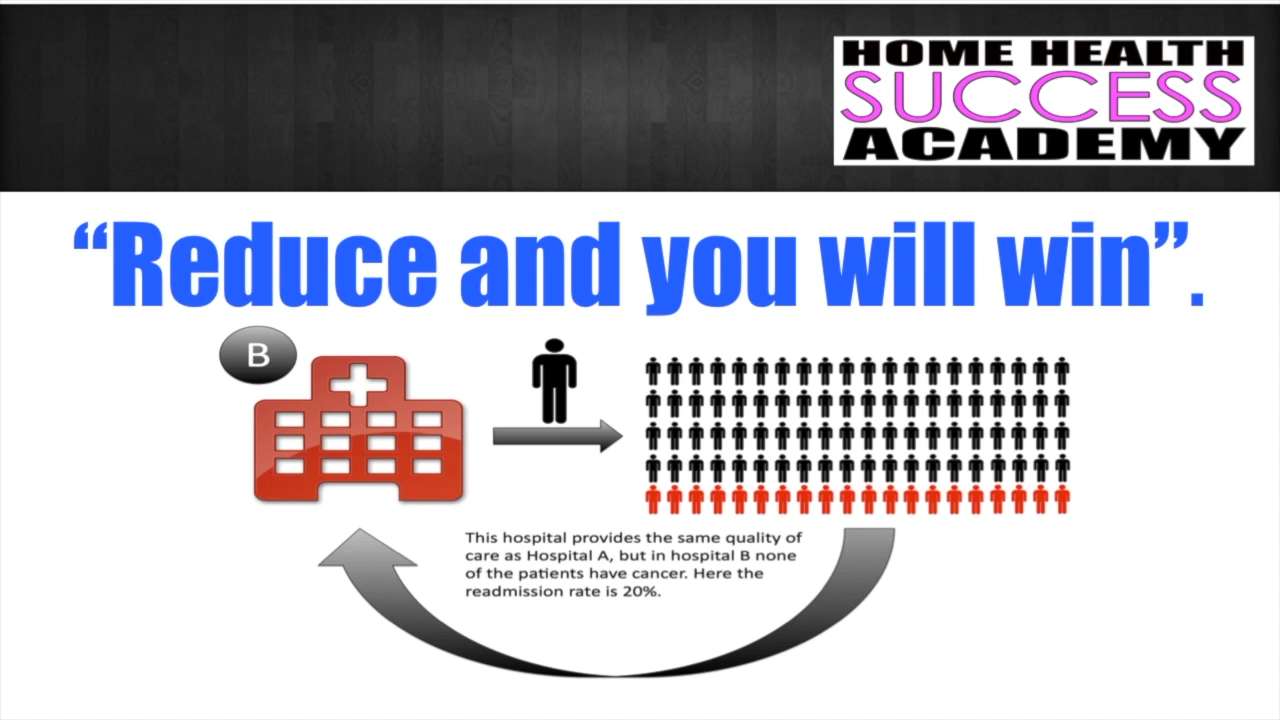 HOME HEALTH
SUCCESS
ACADEMY
“Reduce and you will win”.
B
This hospital provides the same quality of
care as Hospital A, but in hospital B none
of the patients have cancer. Here the
readmission rate is 20%.